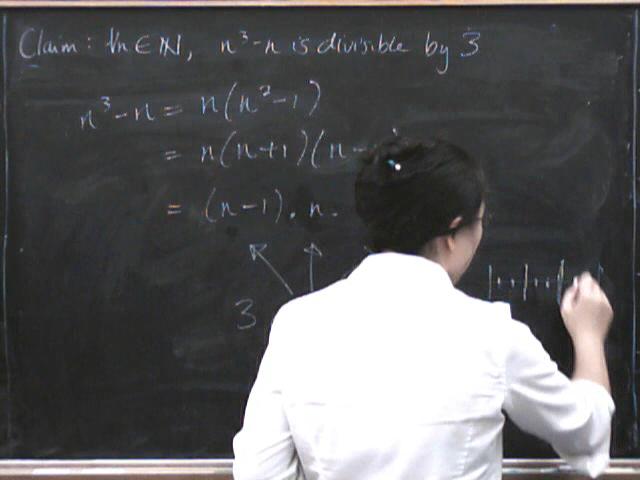 Claim: ∀n∈ℕ, n³-n is divisible by 3
n³-n = n(n²-1)
= n(n+1)(n-
= (n-1).n.
3